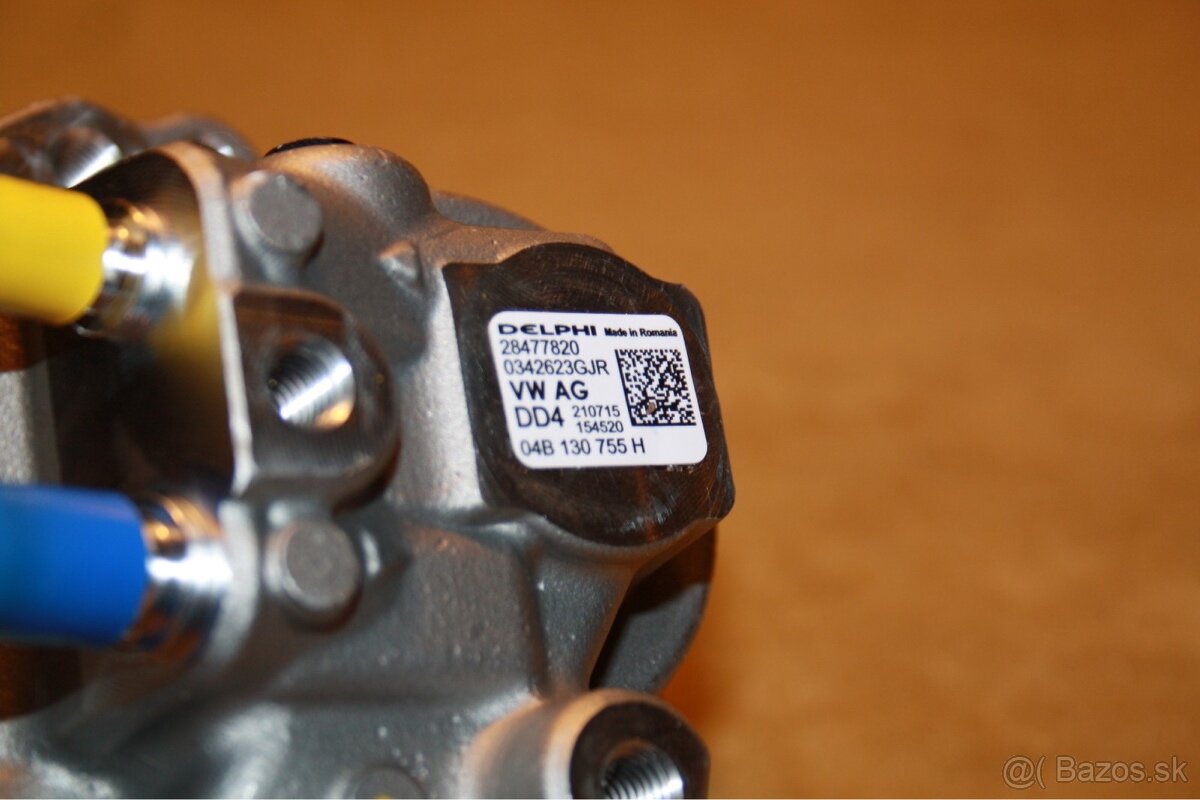 DELPHI Made in Romania
28477820
0342623GJR
VW AG
DD4 210715
154520
04B 130 755 H
@( Bazos.sk